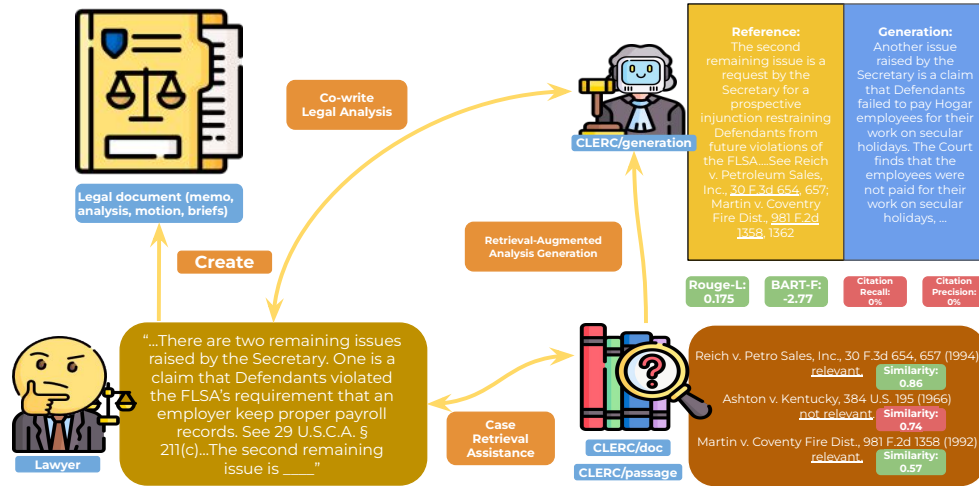 Legal document (memo,
analysis, motion, briefs)
Create
Lawyer
“...There are two remaining issues
raised by the Secretary. One is a
claim that Defendants violated
the FLSA’s requirement that an
employer keep proper payroll
records. See 29 U.S.C.A. §
211(c)...The second remaining
issue is ____”
Co-write
Legal Analysis
CLERC/generation
Retrieval-Augmented
Analysis Generation
Case
Retrieval
Assistance
CLERC/doc
CLERC/passage
Reference:
The second
remaining issue is a
request by the
Secretary for a
prospective
injunction restraining
Defendants from
future violations of
the FLSA....See Reich
v. Petroleum Sales,
Inc., 30 F.3d 654, 657;
Martin v. Coventry
Fire Dist., 981 F.2d
1358, 1362
Generation:
Another issue
raised by the
Secretary is a claim
that Defendants
failed to pay Hogar
employees for their
work on secular
holidays. The Court
finds that the
employees were
not paid for their
work on secular
holidays, ...
Rouge-L:
0.175
BART-F:
-2.77
Citation
Recall:
0%
Citation
Precision:
0%
Reich v. Petro Sales, Inc., 30 F.3d 654, 657 (1994)
relevant
Similarity:
0.86
Ashton v. Kentucky, 384 U.S. 195 (1966)
not relevant
Similarity:
0.74
Martin v. Coventy Fire Dist., 981 F.2d 1358 (1992)
relevant
Similarity:
0.57